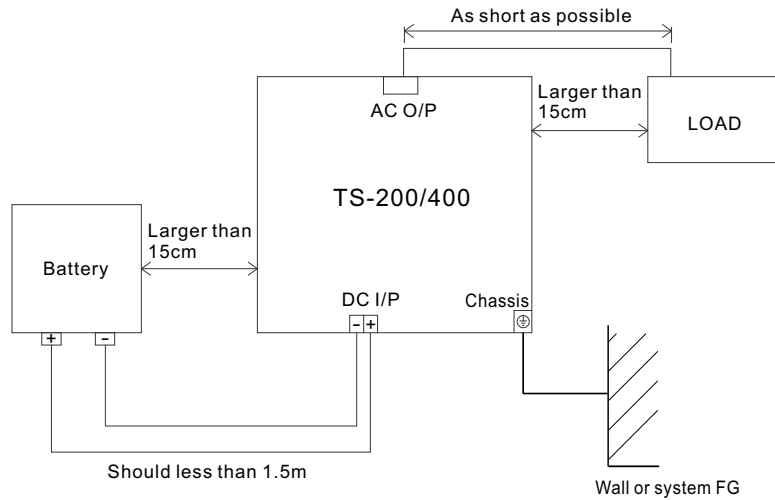 As short as possible
AC O/P
Larger than
15cm
LOAD
TS-200/400
Larger than
15cm
Battery
DC I/P
Chassis
- +
+ -
Should less than 1.5m
Wall or system FG